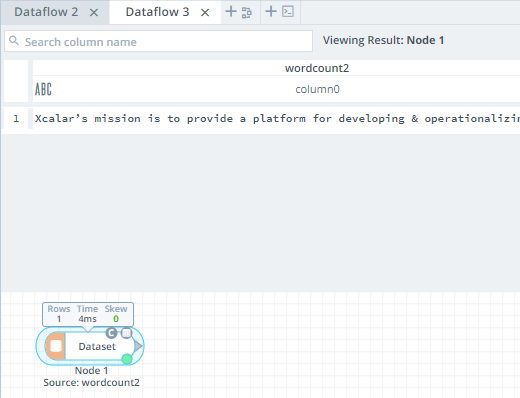 Dataflow 2 Dataflow 3
Search column name Viewing Result: Node 1
wordcount2
ABC column0
1 Xcalar's mission is to provide a platform for developing & operationalizin
Rows Time Skew
1 4ms 0
C
Dataset
Node 1
Source: wordcount2